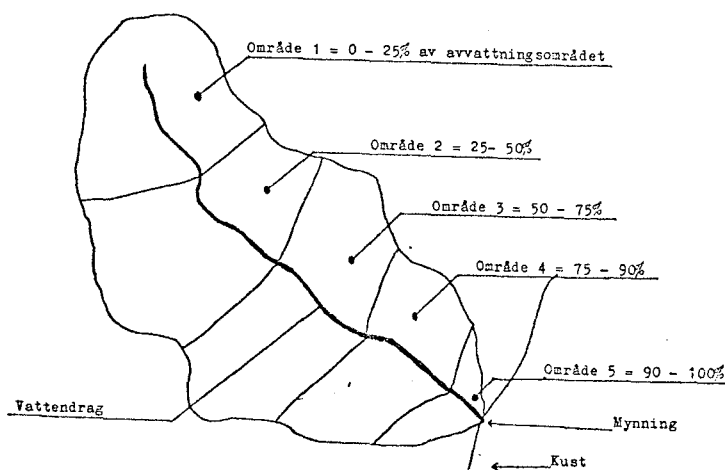 Område 1 = 0 - 25% av avvattningsområdet
Område 2 = 25- 50%
Område 3 = 50 - 75%
Område 4 = 75 - 90%
Område 5 = 90 - 100%
Vattendrag
Mynning
Kust